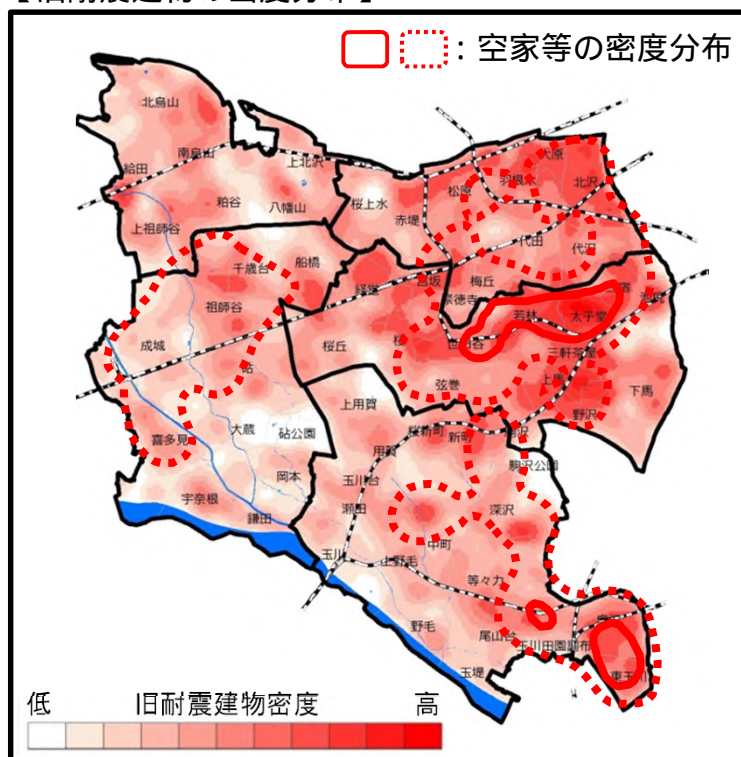 ：空家等の密度分布
北烏山
大原
南烏山
上北沢
給田
松原
羽根木
北沢
粕谷
八幡山
桜上水
赤堤
上祖師谷
代田
代沢
千歳台
船橋
宮坂
梅丘
経堂
豪徳寺
池尻
祖師谷
若林
太子堂
成城
桜丘
世田谷
三軒茶屋
砧
弦巻
上馬
下馬
上用賀
野沢
大蔵
砧公園
桜新町
新町
喜多見
用賀
駒沢公園
岡本
玉川台
宇奈根
瀬田
深沢
鎌田
中町
玉川
上野毛
等々力
野毛
尾山台
玉川田園調布
玉堤
東玉川
低
旧耐震建物密度
高